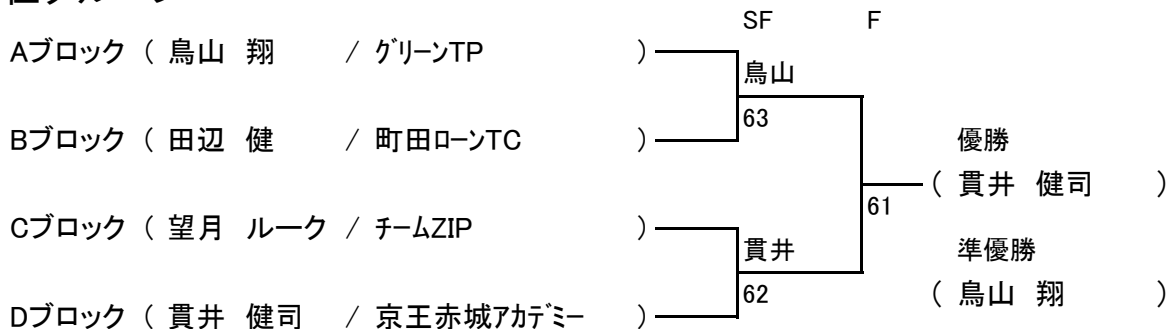 SF F
Aブロック ( 鳥山 翔 / グリーンTP )
鳥山
63
Bブロック ( 田辺 健 / 町田ローンTC )
優勝
( 貫井 健司 )
61
Cブロック ( 望月 ルーク / チームZIP )
貫井
準優勝
62
( 鳥山 翔 )
Dブロック ( 貫井 健司 / 京王赤城アカデミー )